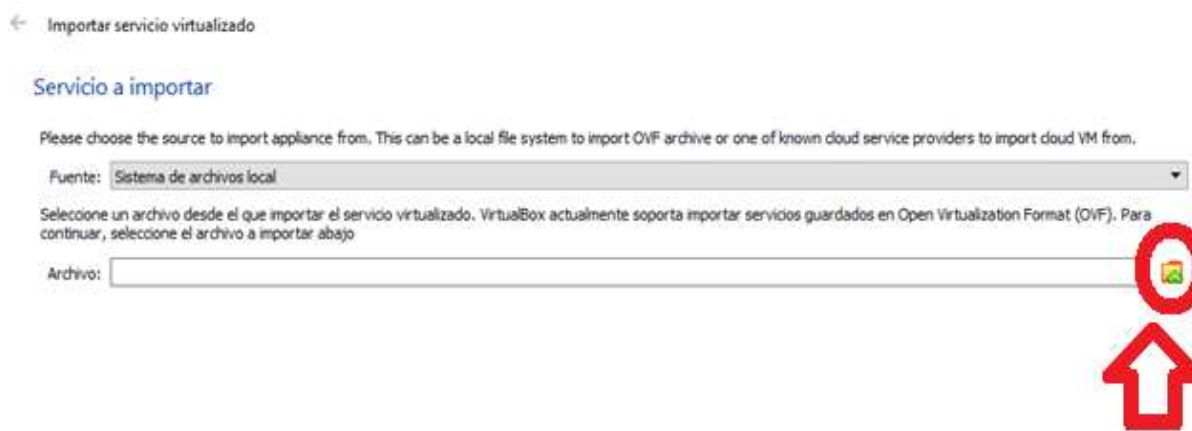 Importar servicio virtualizado
Servicio a importar
Please choose the source to import appliance from. This can be a local file system to import OVF archive or one of known cloud service providers to import cloud VM from.
Fuente: Sistema de archivos local
Seleccione un archivo desde el que importar el servicio virtualizado. VirtualBox actualmente soporta importar servicios guardados en Open Virtualization Format (OVF). Para
continuar, seleccione el archivo a importar abajo
Archivo: